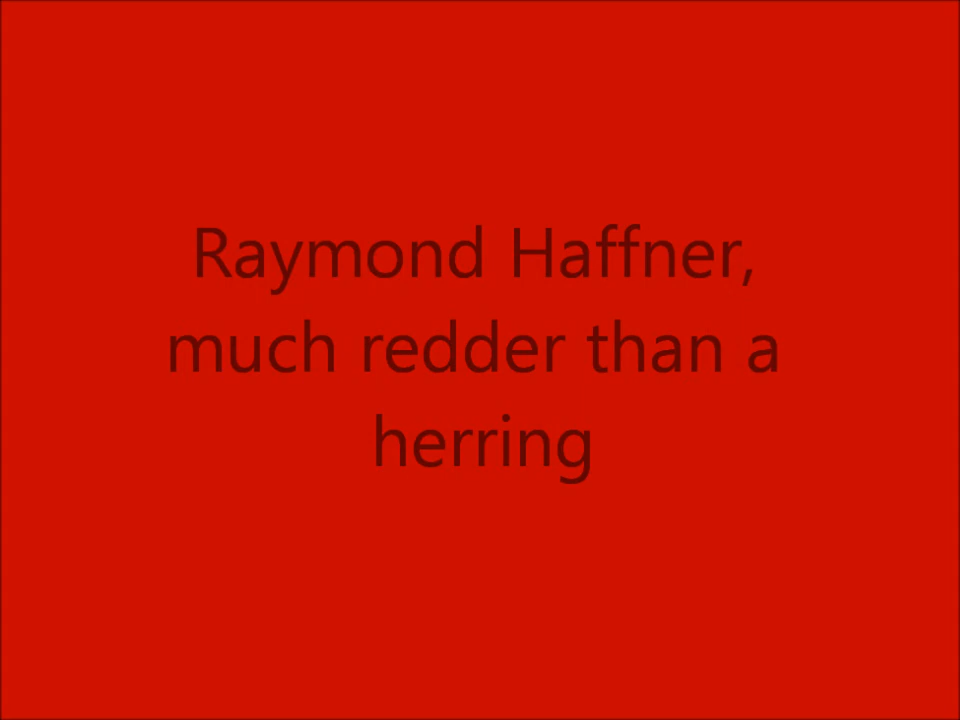 Raymond Haffner,
much redder than a
herring